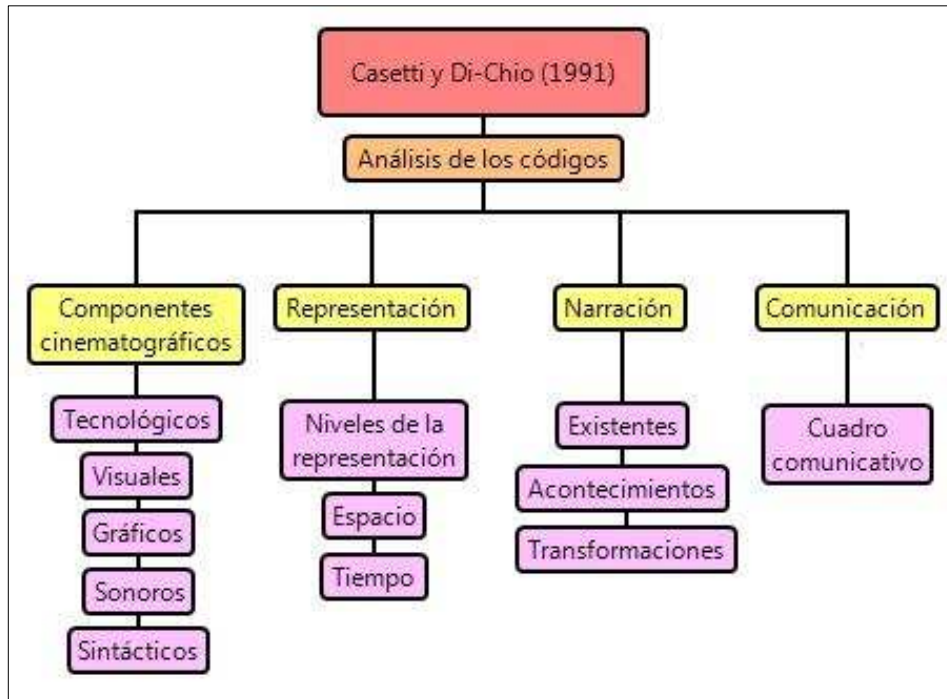 Casetti y Di-Chio (1991)
Análisis de los códigos
Componentes
cinematográficos
Tecnológicos
Visuales
Gráficos
Sonoros
Sintácticos
Representación
Niveles de la
representación
Espacio
Tiempo
Narración
Existentes
Acontecimientos
Transformaciones
Comunicación
Cuadro
comunicativo